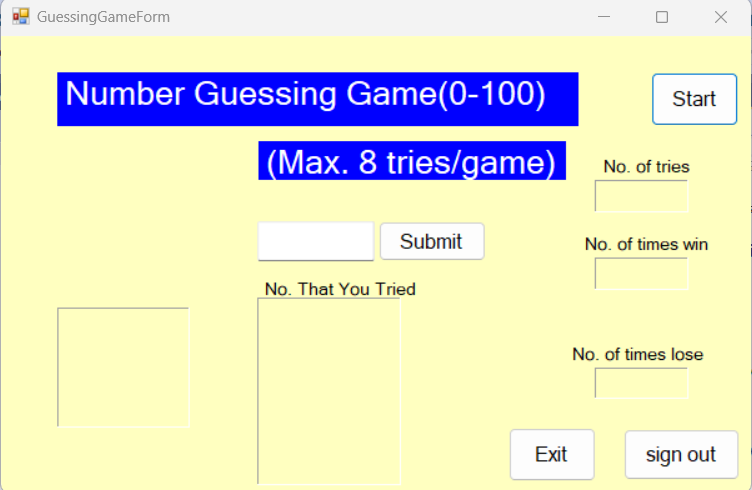 GuessingGameForm
Number Guessing Game(0-100)
Start
(Max. 8 tries/game)
No. of tries
Submit
No. of times win
No. That You Tried
No. of times lose
Exit
sign out